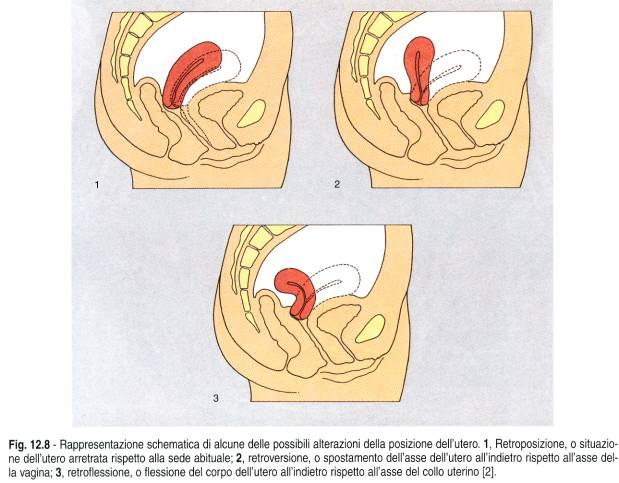 1
2
3
Fig. 12.8 - Rappresentazione schematica di alcune delle possibili alterazioni della posizione dell'utero. 1, Retroposizione, o situazio-
ne dell'utero arretrata rispetto alla sede abituale; 2, retroversione, o spostamento dell'asse dell'utero all'indietro rispetto all'asse del-
la vagina; 3, retroflessione, o flessione del corpo dell'utero all'indietro rispetto all'asse del collo uterino [2].